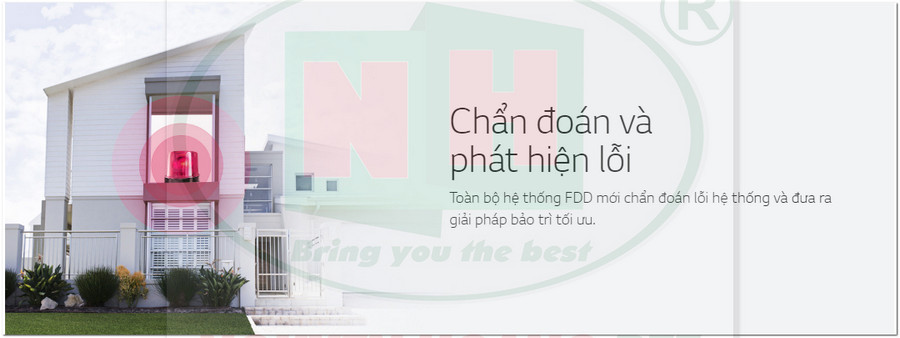 ®
NH
Chẩn đoán và
phát hiện lỗi
Toàn bộ hệ thống FDD mới chẩn đoán lỗi hệ thống và đưa ra
giải pháp bảo trì tối ưu.
Bring you the best